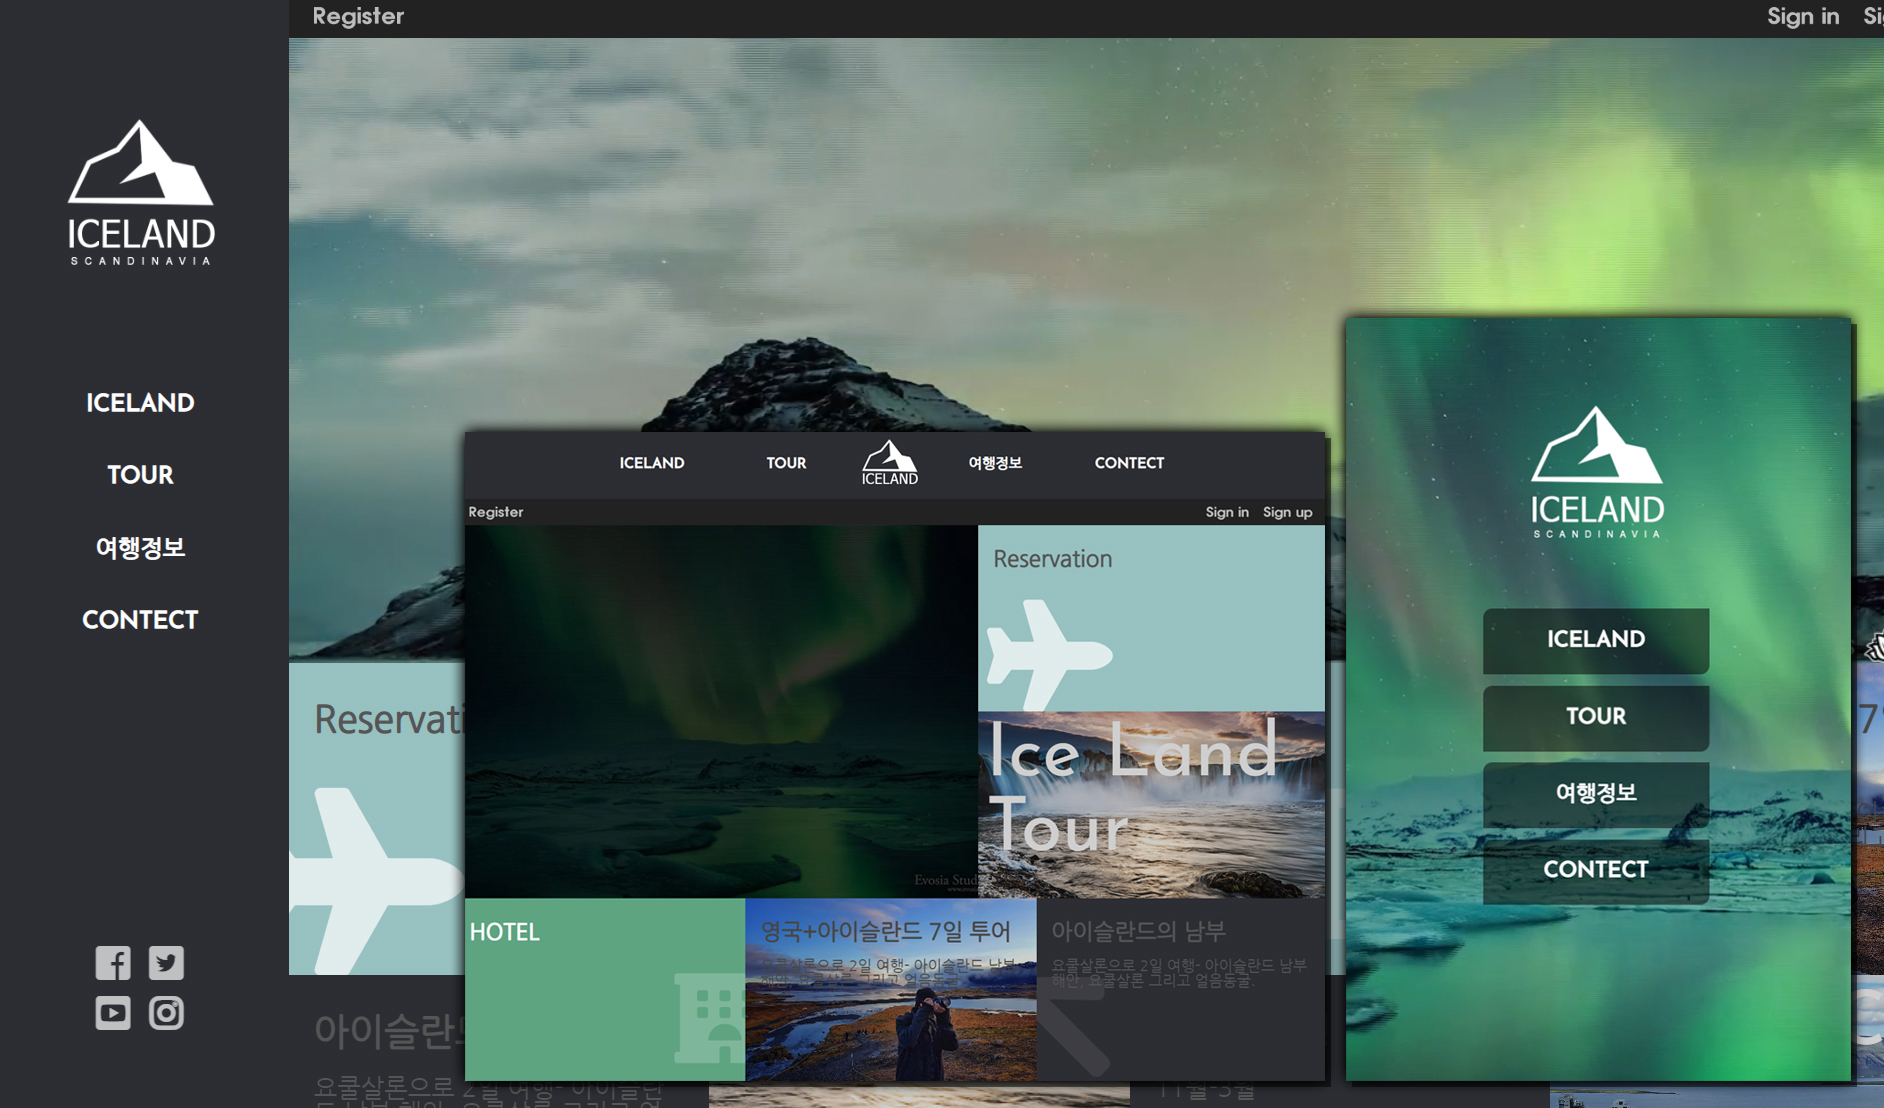 Register
Sign in
ICELAND
SCANDINAVIA
ICELAND
TOUR
여행정보
CONTECT
ICELAND
TOUR
ICELAND
여행정보
CONTECT
Register
Sign in
Sign up
Reservation
Ice Land
Tour
HOTEL
영국+아이슬란드 7일 투어
요쿨살론으로 2일 여행- 아이슬란드 남부
해안, 요쿨살론 그리고 얼음동굴.
아이슬란드의 남부
요쿨살론으로 2일 여행- 아이슬란드 남부
해안, 요쿨살론 그리고 얼음동굴.
ICELAND
SCANDINAVIA
ICELAND
TOUR
여행정보
CONTECT
Reservati
아이슬란
요쿨살론으로 2일 여행- 아이슬란
11월-3월